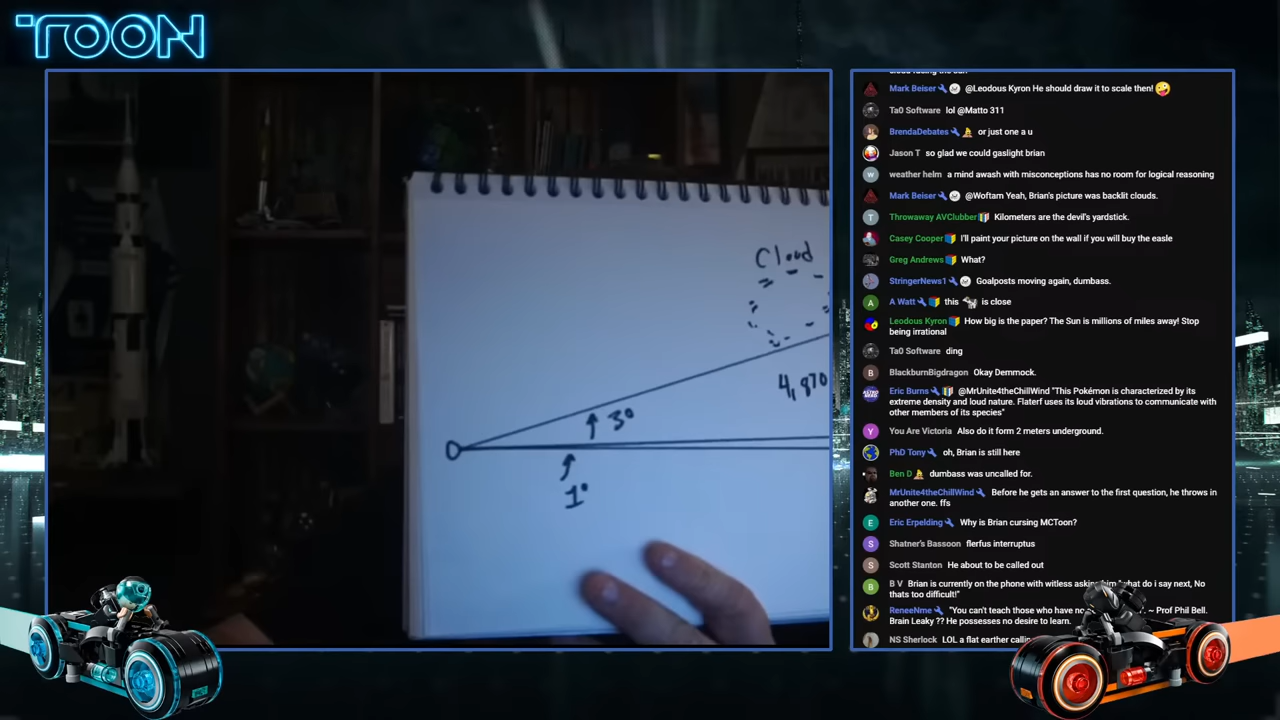 TOON
Cloud
4,870
3°
1°
Mark Beiser @Leodous Kyron He should draw it to scale then!
Ta0 Software lol @Matto 311
BrendaDebates or just one a u
Jason T so glad we could gaslight brian
weather helm a mind awash with misconceptions has no room for logical reasoning
Mark Beiser @Woftam Yeah, Brian's picture was backlit clouds.
Throwaway AVClubber Kilometers are the devil's yardstick.
Casey Cooper I'll paint your picture on the wall if you will buy the easle
Greg Andrews What?
StringerNews1 Goalposts moving again, dumbass.
A Watt this is close
Leodous Kyron How big is the paper? The Sun is millions of miles away! Stop
being irrational
Ta0 Software ding
BlackburnBigdragon Okay Demmock.
Eric Burns @MrUnite4theChillWind "This Pokémon is characterized by its
extreme density and loud nature. Flaterf uses its loud vibrations to communicate with
other members of its species"
You Are Victoria Also do it form 2 meters underground.
PhD Tony oh, Brian is still here
Ben D dumbass was uncalled for.
MrUnite4theChillWind Before he gets an answer to the first question, he throws in
another one. ffs
Eric Erpelding Why is Brian cursing MCToon?
Shatner's Bassoon flerfus interruptus
Scott Stanton He about to be called out
B V Brian is currently on the phone with witless what do i say next, No
thats too difficult!"
ReneeNme "You can't teach those who have ~ Prof Phil Bell.
Brain Leaky ?? He possesses no desire to learn.
NS Sherlock LOL a flat earther